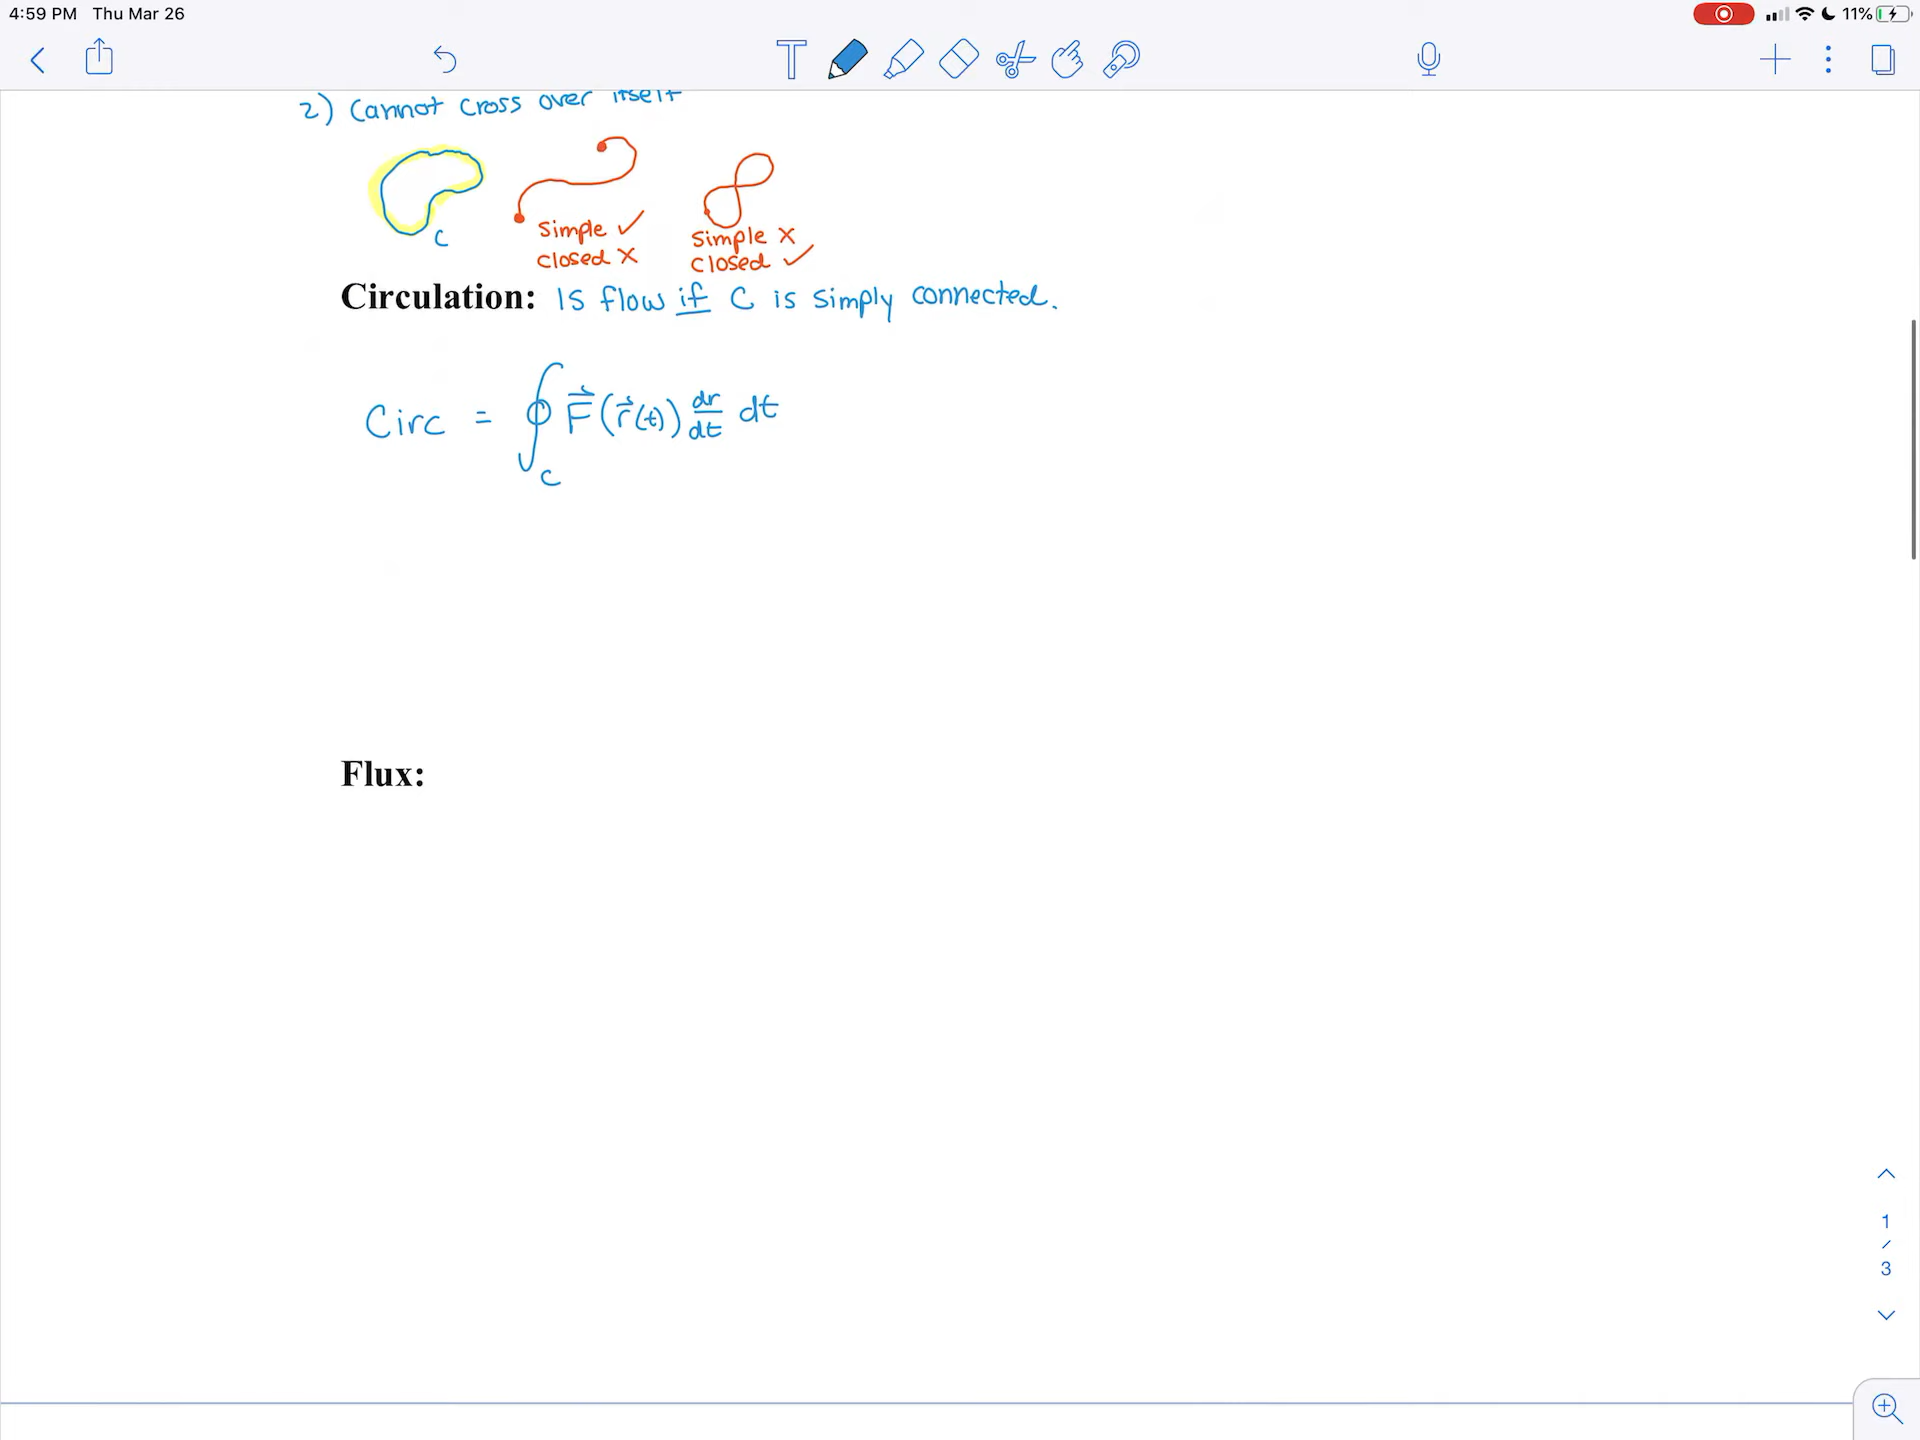 4:59 PM Thu Mar 26
11%
T
2) Cannot cross over itself
C
simple ✓
closed X
simple X
closed ✓
Circulation: Is flow if C is simply connected.
Circ = ∮_C F⃗(r⃗(t)) dr/dt dt
Flux:
1
/
3